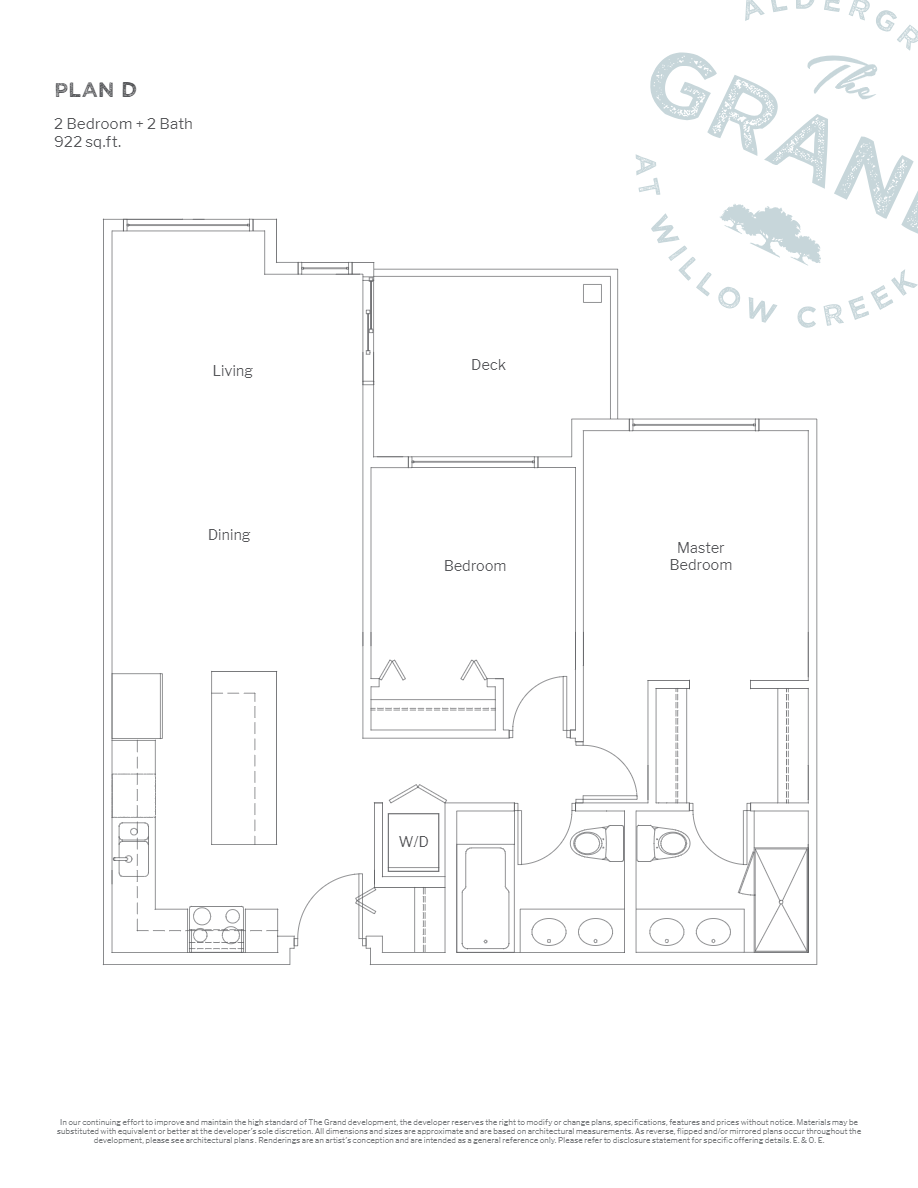 ALDERGR
The
GRAN
AT WILLOW CREEK
PLAN D
2 Bedroom + 2 Bath
922 sq.ft.
Living
Deck
Dining
Bedroom
Master
Bedroom
W/D
In our continuing effort to improve and maintain the high standard of The Grand development, the developer reserves the right to modify or change plans, specifications, features and prices without notice. Materials may be
substituted with equivalent or better at the developer's sole discretion. All dimensions and sizes are approximate and are based on architectural measurements. As reverse, flipped and/or mirrored plans occur throughout the
development, please see architectural plans. Renderings are an artist's conception and are intended as a general reference only. Please refer to disclosure statement for specific offering details. E. & O. E.